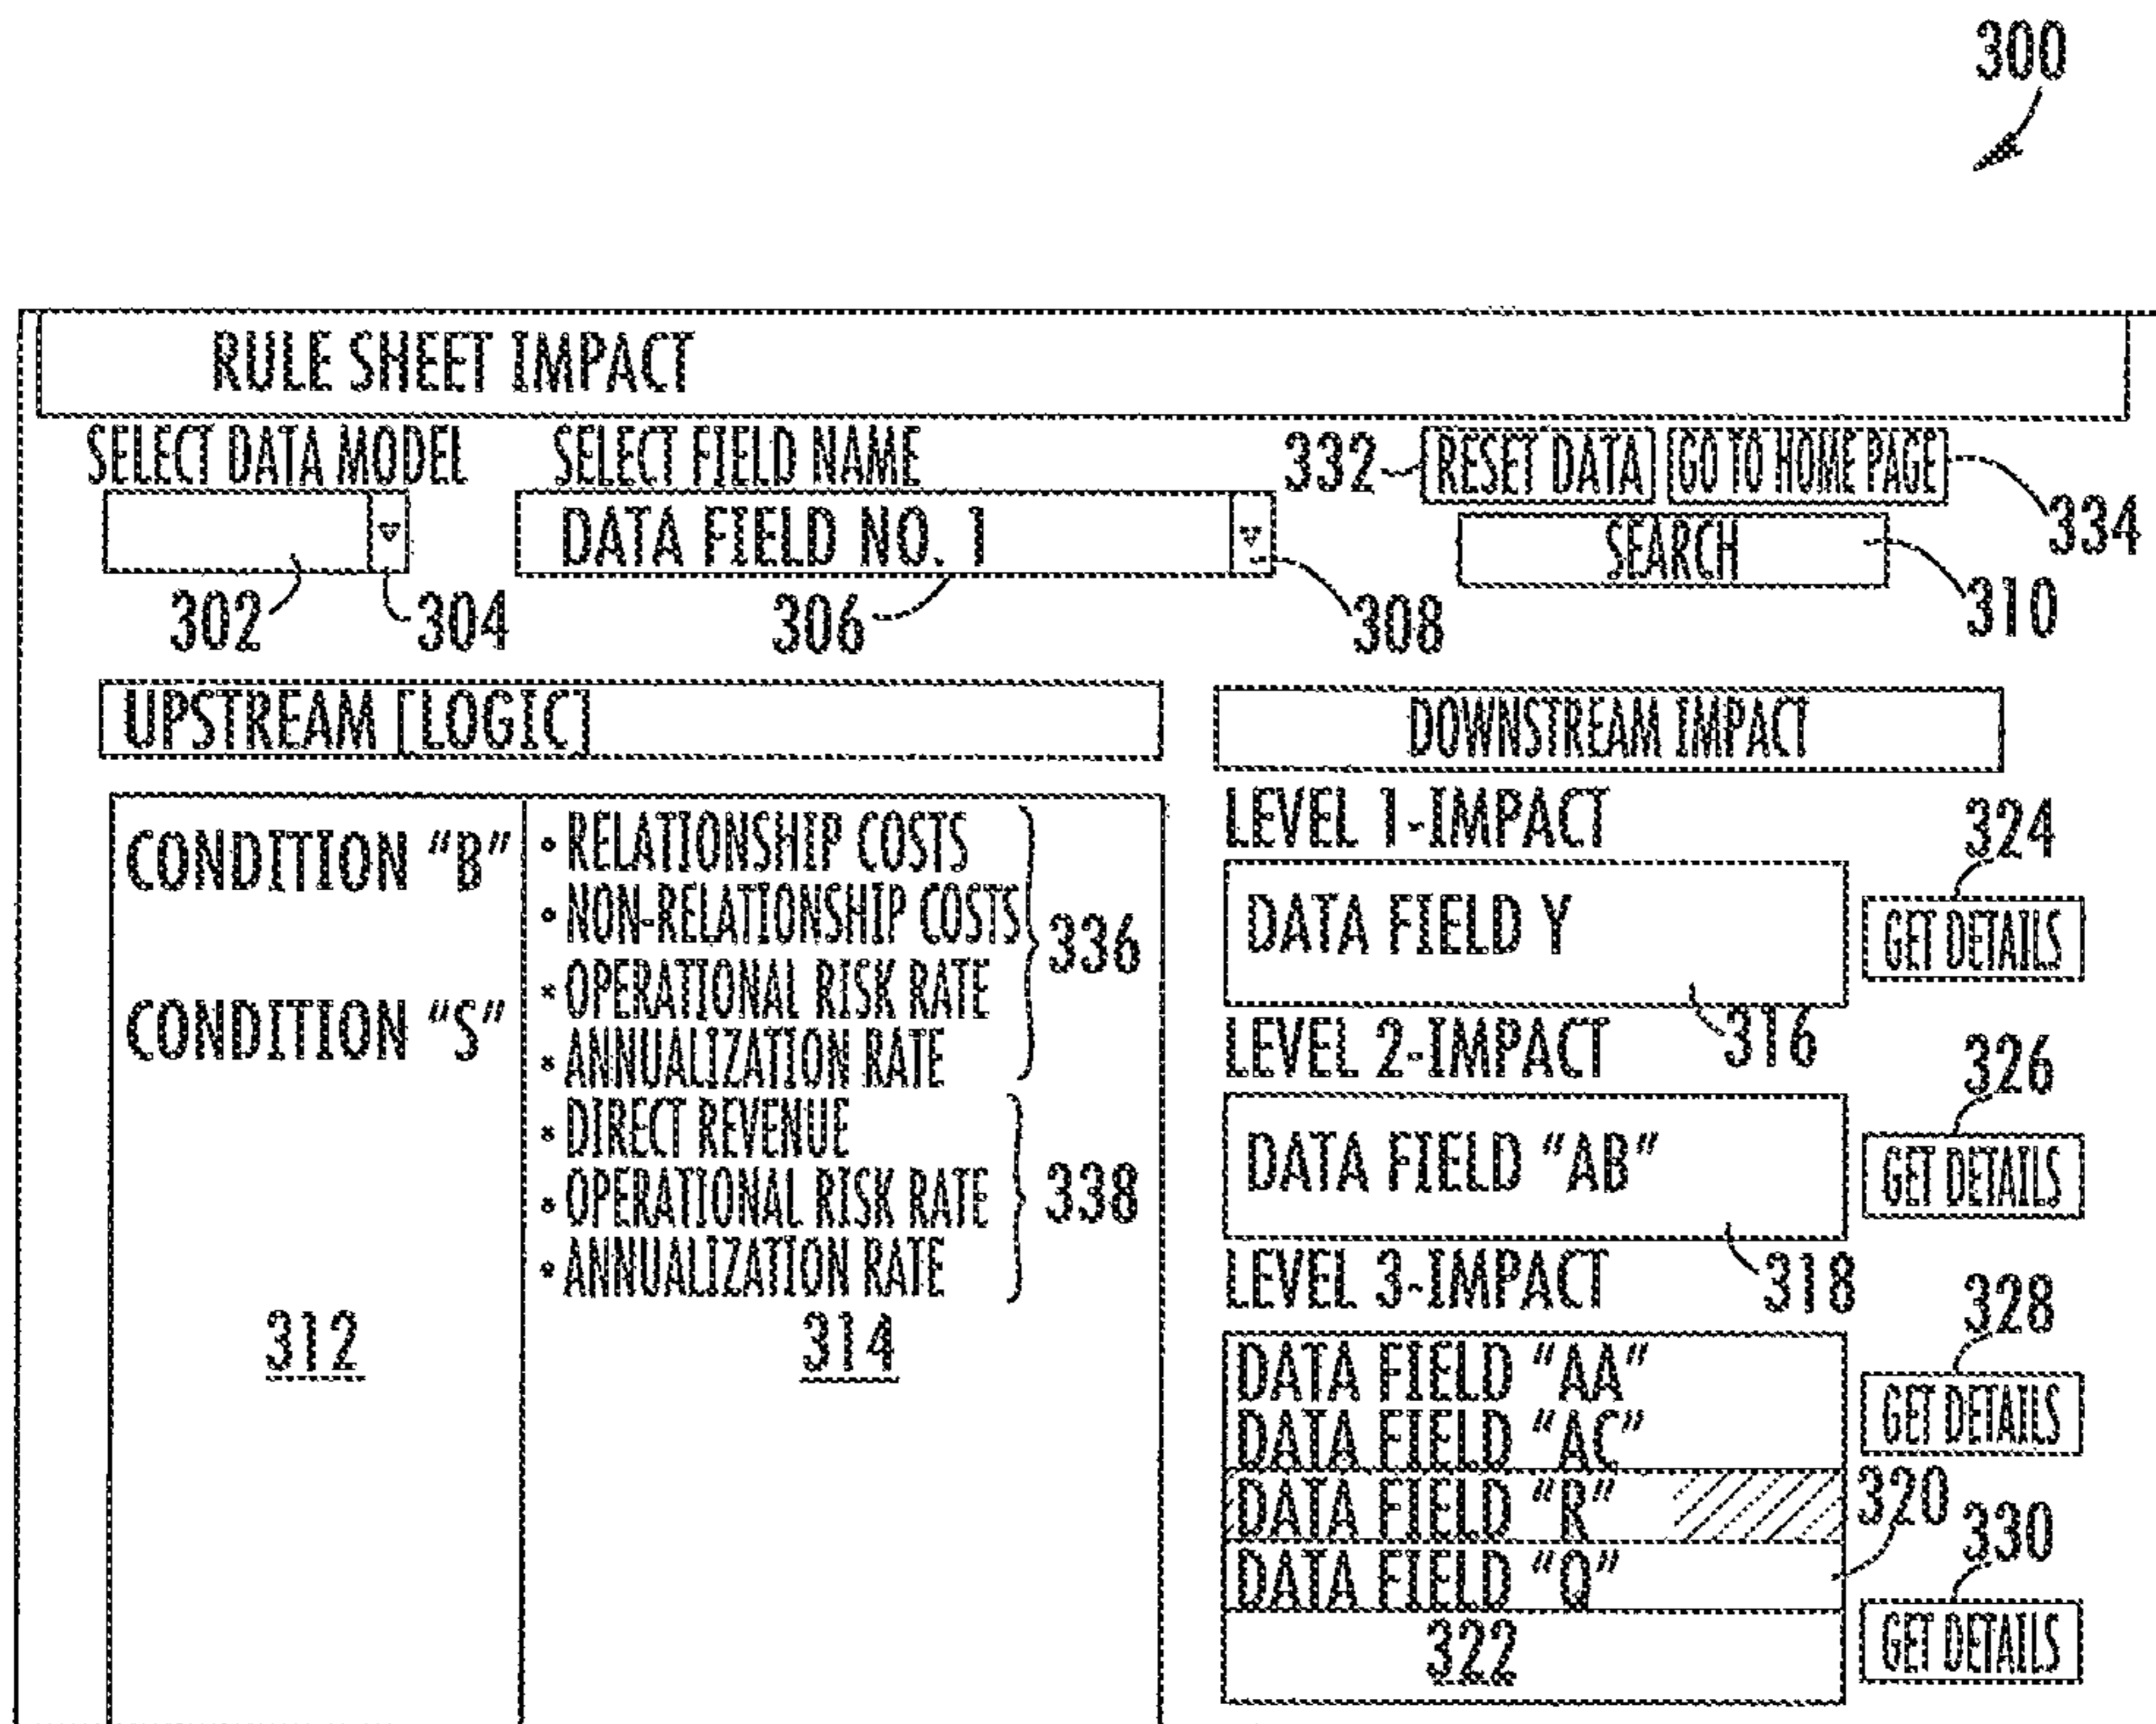 300
RULE SHEET IMPACT
SELECT DATA MODEL
SELECT FIELD NAME
332
RESET DATA
GO TO HOME PAGE
334
DATA FIELD NO. 1
SEARCH
302
304
306
308
310
UPSTREAM [LOGIC]
CONDITION "B"
CONDITION "S"
312
• RELATIONSHIP COSTS
• NON-RELATIONSHIP COSTS
• OPERATIONAL RISK RATE
• ANNUALIZATION RATE
336
• DIRECT REVENUE
• OPERATIONAL RISK RATE
• ANNUALIZATION RATE
338
314
DOWNSTREAM IMPACT
LEVEL 1-IMPACT
324
DATA FIELD Y
GET DETAILS
316
LEVEL 2-IMPACT
326
DATA FIELD "AB"
GET DETAILS
318
LEVEL 3-IMPACT
328
DATA FIELD "AA"
DATA FIELD "AC"
GET DETAILS
DATA FIELD "R"
320
DATA FIELD "Q"
330
322
GET DETAILS